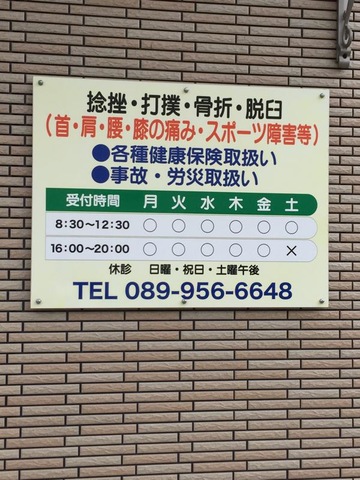 捻挫・打撲・骨折・脱臼
(首・肩・腰・膝の痛み・スポーツ障害等)
●各種健康保険取扱い
●事故・労災取扱い
受付時間 月 火 水 木 金 土
8:30〜12:30 ○ ○ ○ ○ ○ ○
16:00〜20:00 ○ ○ ○ ○ ○ ×
休診 日曜・祝日・土曜午後
TEL 089-956-6648